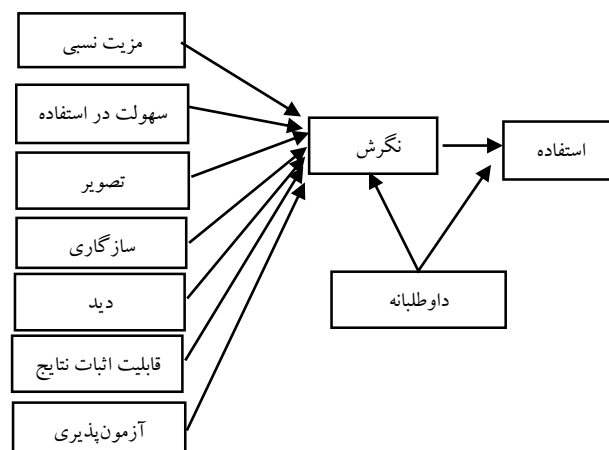 مزیت نسبی
سهولت در استفاده
تصویر
سازگاری
دید
قابلیت اثبات نتایج
آزمون‌پذیری
نگرش
استفاده
داوطلبانه